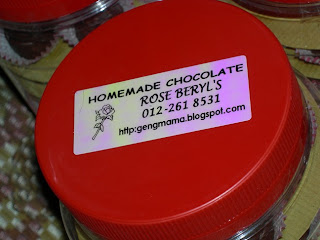 HOMEMADE CHOCOLATE
ROSE BERYL'S
012-261 8531
http:gengmama.blogspot.com